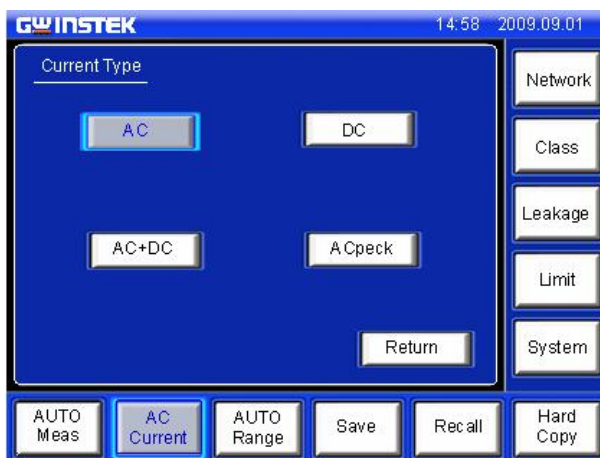 GWINSTEK 14:58 2009.09.01
Current Type
Network
AC DC
Class
Leakage
AC+DC ACpeck
Limit
Return System
AUTO Meas
AC Current
AUTO Range
Save
Recall
Hard Copy